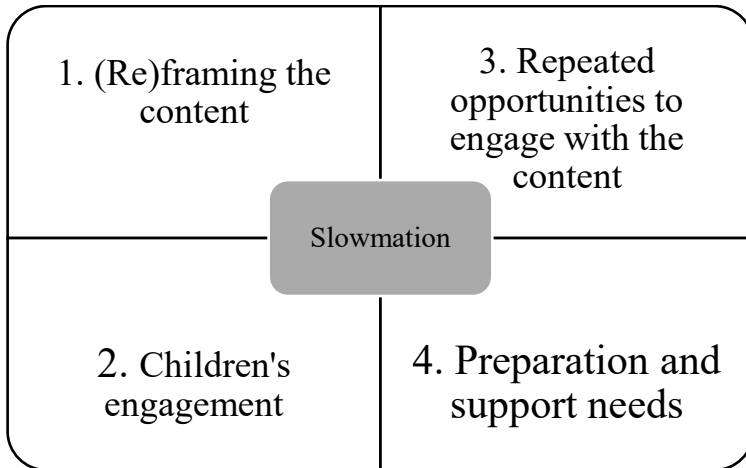 1. (Re)framing the
content
3. Repeated
opportunities to
engage with the
content
Slowmation
2. Children's
engagement
4. Preparation and
support needs